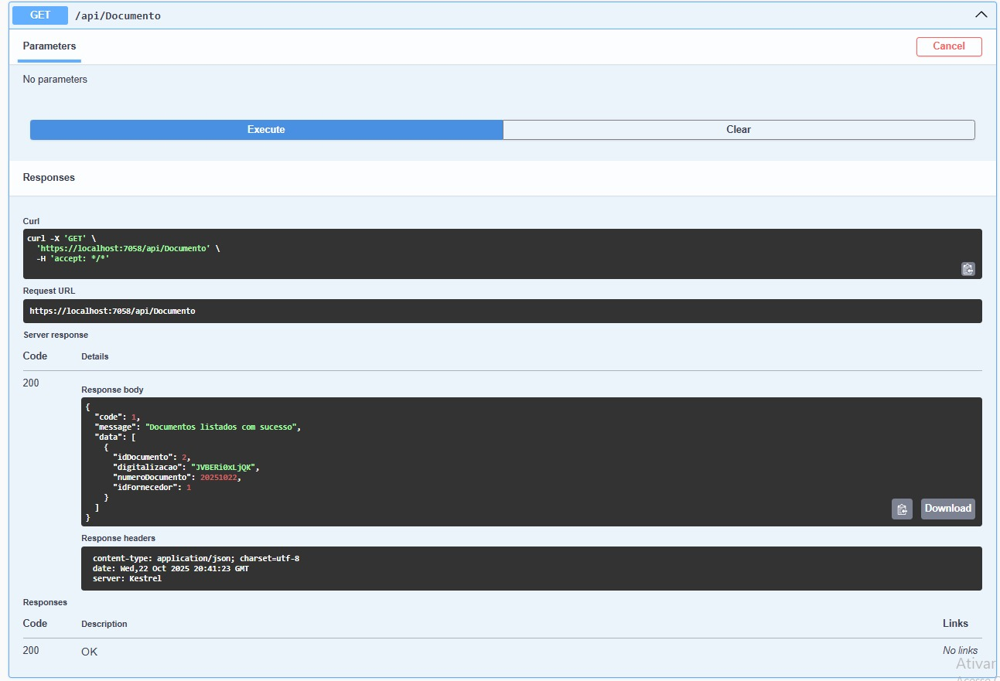 GET /api/Documento
Parameters
Cancel
No parameters
Execute
Clear
Responses
Curl
curl -X 'GET' \
'https://localhost:7058/api/Documento' \
-H 'accept: */*'
Request URL
https://localhost:7058/api/Documento
Server response
Code Details
200
Response body
{
"code": 1,
"message": "Documentos listados com sucesso",
"data": [
{
"idDocumento": 2,
"digitalizacao": "JVBERi0xLjQK",
"numeroDocumento": 20251022,
"idFornecedor": 1
}
]
}
Download
Response headers
content-type: application/json; charset=utf-8
date: Wed,22 Oct 2025 20:41:23 GMT
server: Kestrel
Responses
Code Description Links
200 OK No links
Ativar